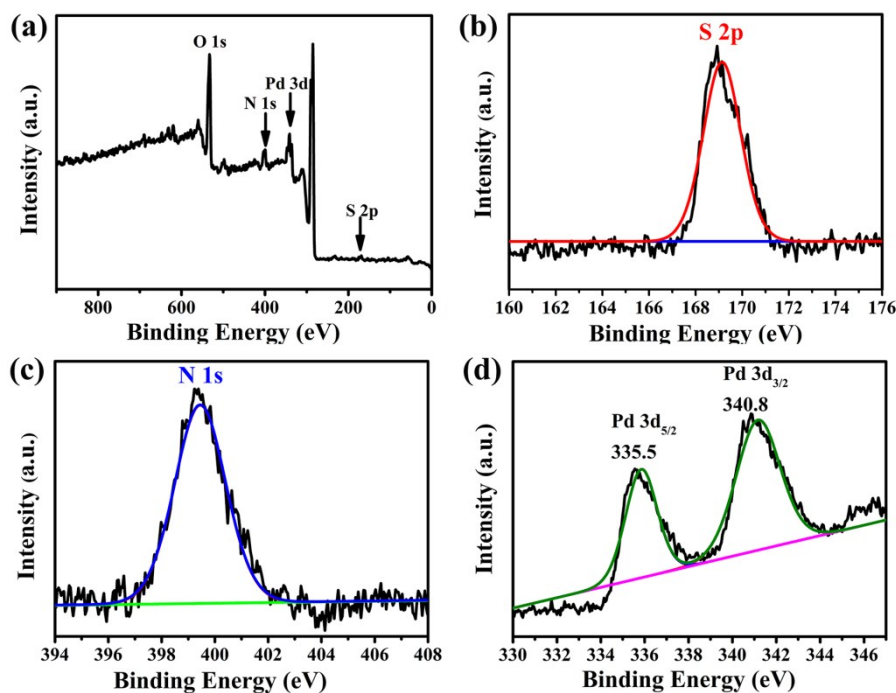 (a)
O 1s
N 1s
Pd 3d
S 2p
Intensity (a.u.)
800 600 400 200 0
Binding Energy (eV)
(b)
S 2p
Intensity (a.u.)
160 162 164 166 168 170 172 174 176
Binding Energy (eV)
(c)
N 1s
Intensity (a.u.)
394 396 398 400 402 404 406 408
Binding Energy (eV)
(d)
Pd 3d5/2
335.5
Pd 3d3/2
340.8
Intensity (a.u.)
330 332 334 336 338 340 342 344 346
Binding Energy (eV)